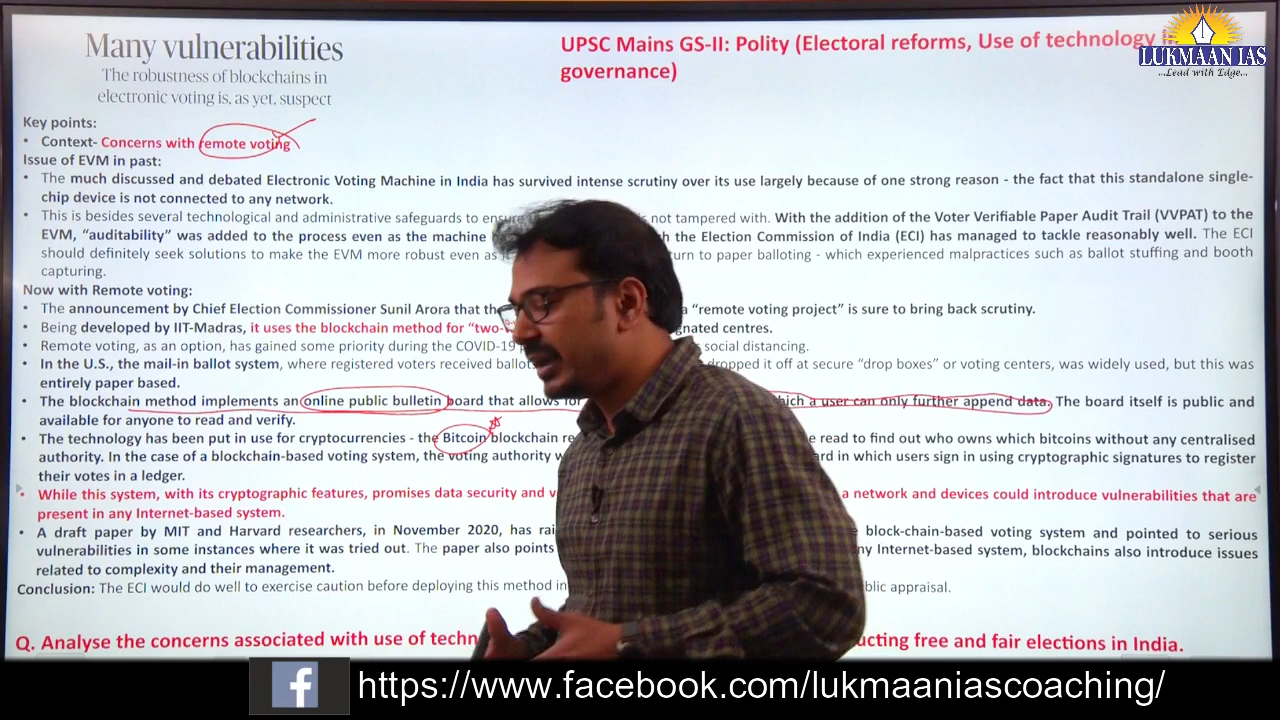 Many vulnerabilities
The robustness of blockchains in
electronic voting is, as yet, suspect
UPSC Mains GS-II: Polity (Electoral reforms, Use of technology
governance)
LUKMAAN IAS
...Lead with Edge...
Key points:
• Context- Concerns with remote voting
Issue of EVM in past:
• The much discussed and debated Electronic Voting Machine in India has survived intense scrutiny over its use largely because of one strong reason - the fact that this standalone single-
chip device is not connected to any network.
• This is besides several technological and administrative safeguards to ensure not tampered with. With the addition of the Voter Verifiable Paper Audit Trail (VVPAT) to the
EVM, “auditability” was added to the process even as the machine the Election Commission of India (ECI) has managed to tackle reasonably well. The ECI
should definitely seek solutions to make the EVM more robust even as to paper balloting - which experienced malpractices such as ballot stuffing and booth
capturing.
Now with Remote voting:
• The announcement by Chief Election Commissioner Sunil Arora that the a “remote voting project” is sure to bring back scrutiny.
• Being developed by IIT-Madras, it uses the blockchain method for centres.
• Remote voting, as an option, has gained some priority during the COVID-19 social distancing.
• In the U.S., the mail-in ballot system, where registered voters received dropped it off at secure “drop boxes” or voting centers, was widely used, but this was
entirely paper based.
• The blockchain method implements an online public bulletin board that allows for a user can only further append data. The board itself is public and
available for anyone to read and verify.
• The technology has been put in use for cryptocurrencies - the Bitcoin blockchain read to find out who owns which bitcoins without any centralised
authority. In the case of a blockchain-based voting system, the voting authority in which users sign in using cryptographic signatures to register
their votes in a ledger.
• While this system, with its cryptographic features, promises data security and a network and devices could introduce vulnerabilities that are
present in any Internet-based system.
• A draft paper by MIT and Harvard researchers, in November 2020, has block-chain-based voting system and pointed to serious
vulnerabilities in some instances where it was tried out. The paper also points Internet-based system, blockchains also introduce issues
related to complexity and their management.
Conclusion: The ECI would do well to exercise caution before deploying this method appraisal.
Q. Analyse the concerns associated with use of free and fair elections in India.
f https://www.facebook.com/lukmaaniascoaching/